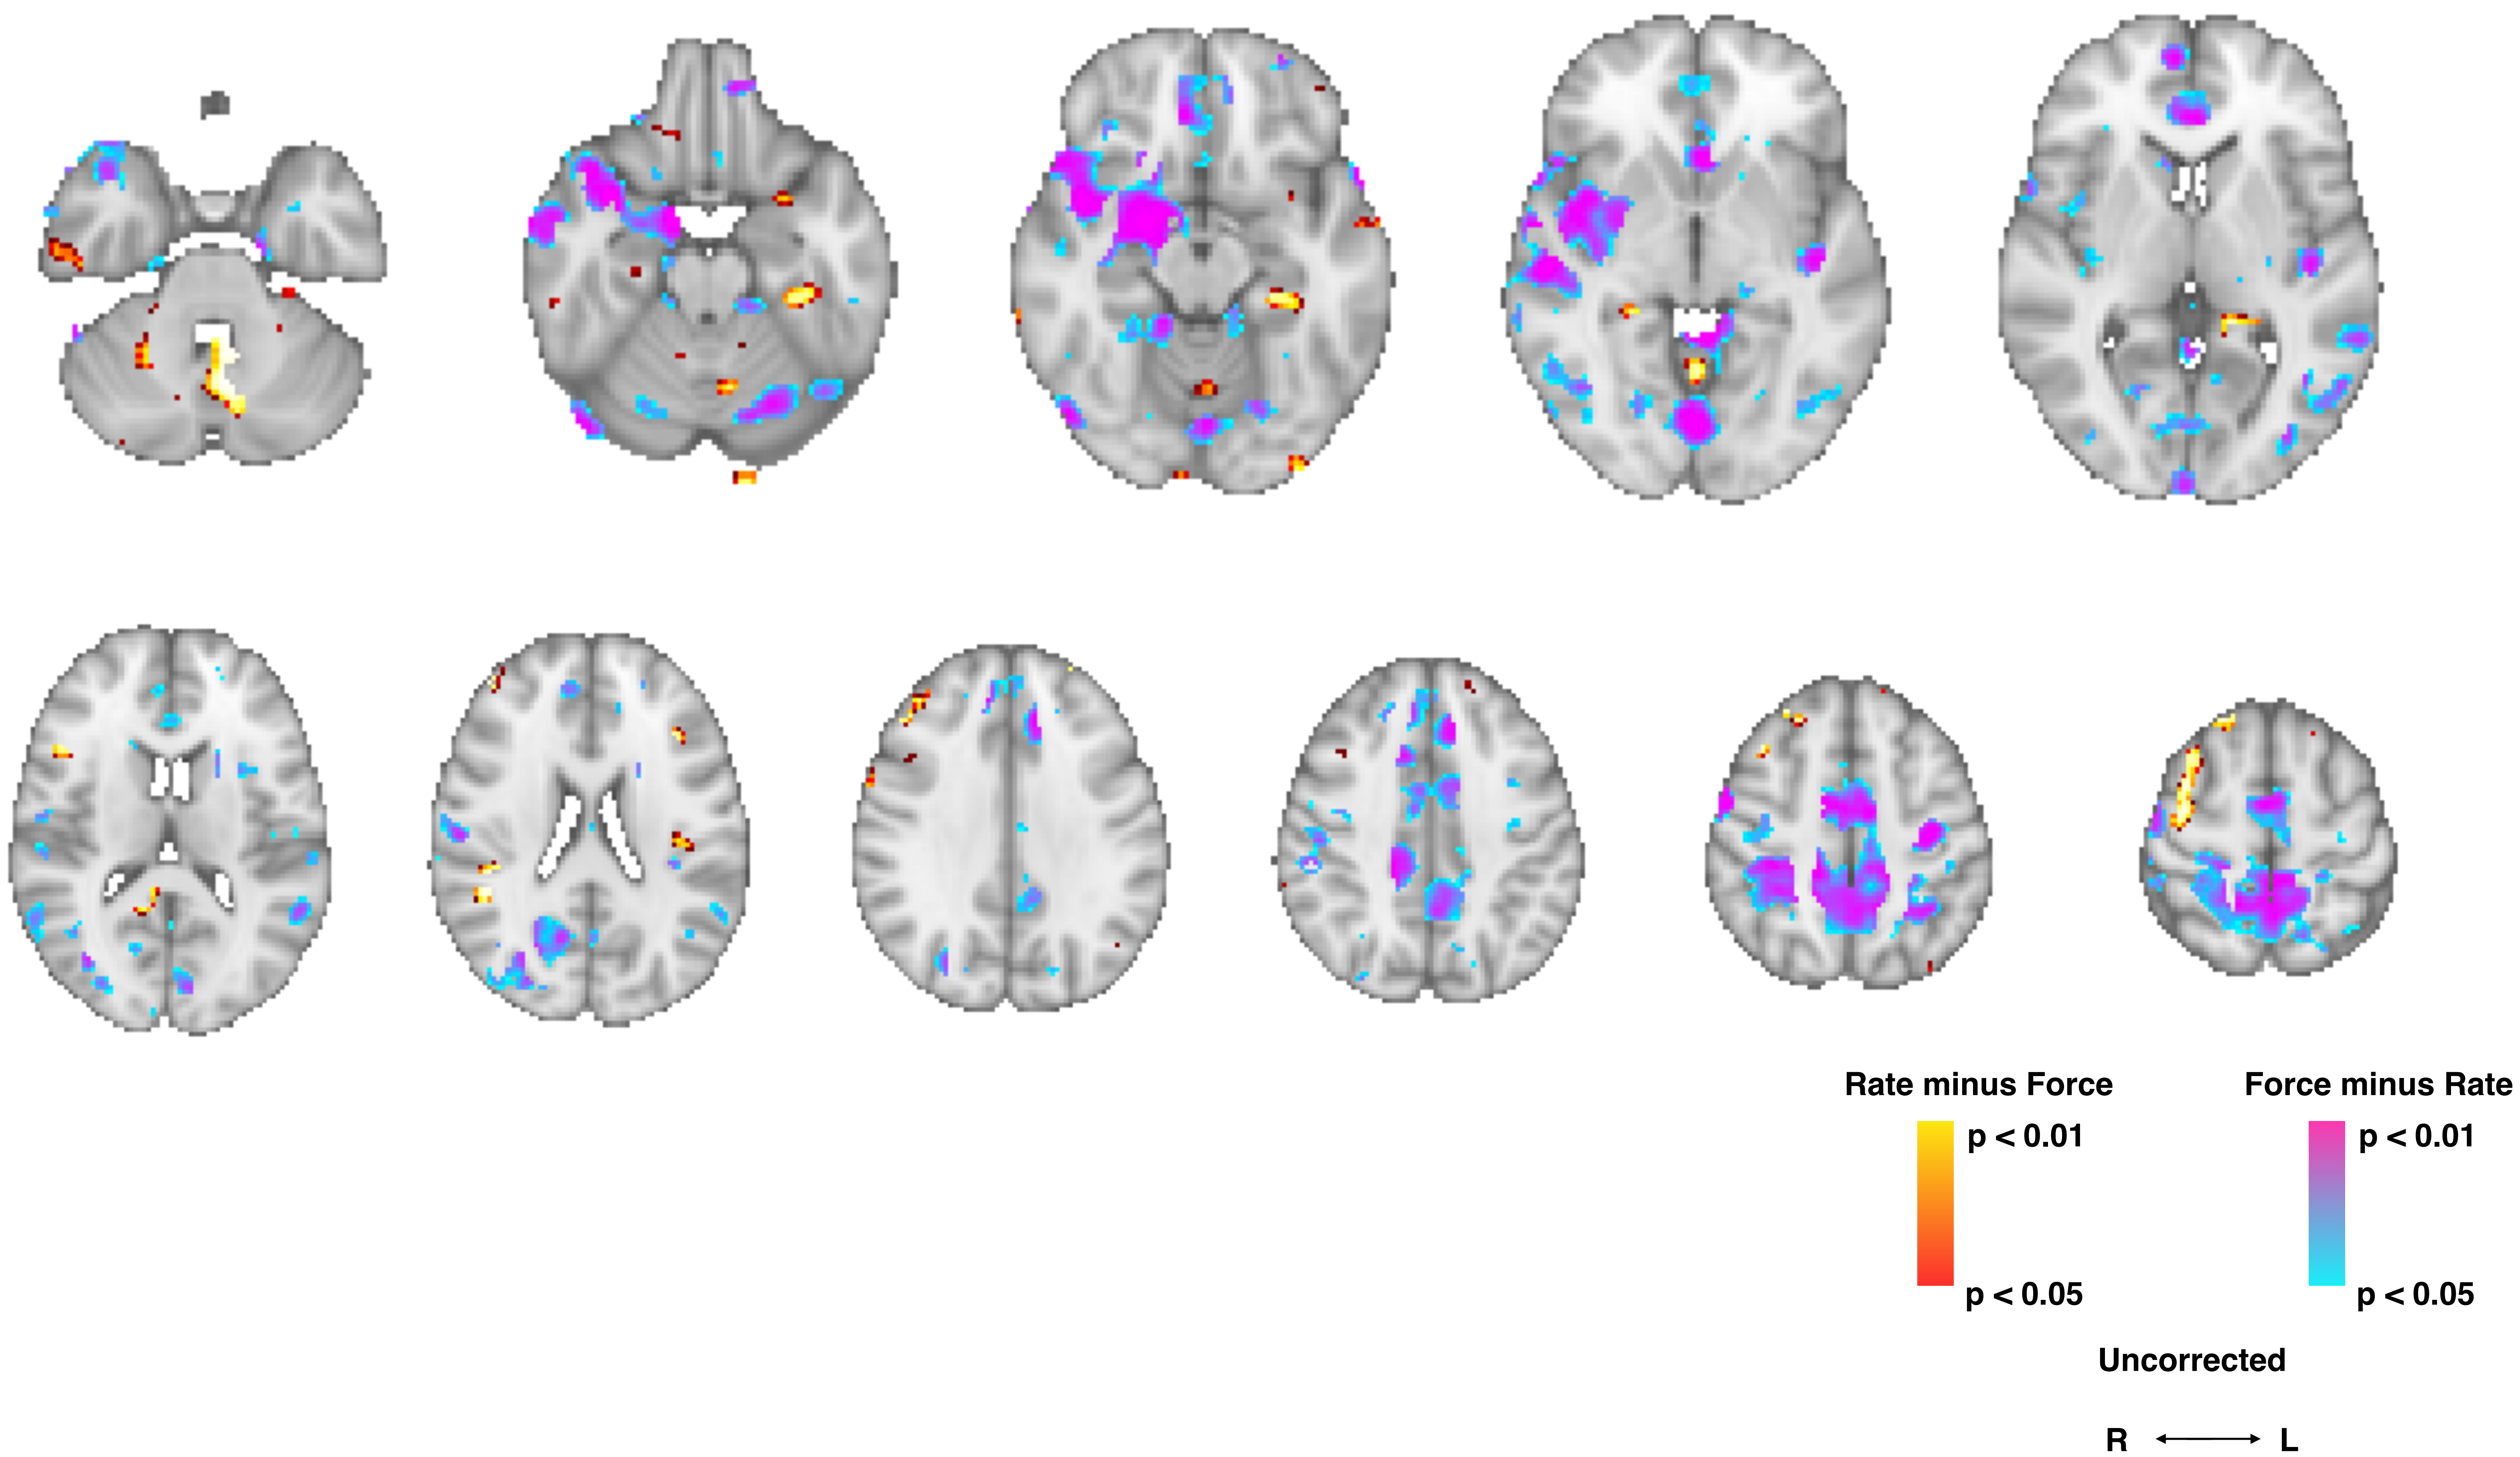 Rate minus Force Force minus Rate
p < 0.01 p < 0.01
p < 0.05 p < 0.05
Uncorrected
R L